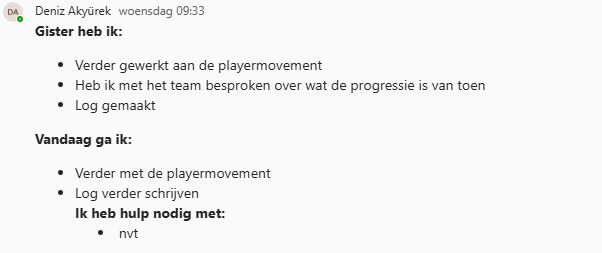 DA Deniz Akyürek woensdag 09:33
Gister heb ik:
• Verder gewerkt aan de playermovement
• Heb ik met het team besproken over wat de progressie is van toen
• Log gemaakt
Vandaag ga ik:
• Verder met de playermovement
• Log verder schrijven
Ik heb hulp nodig met:
• nvt